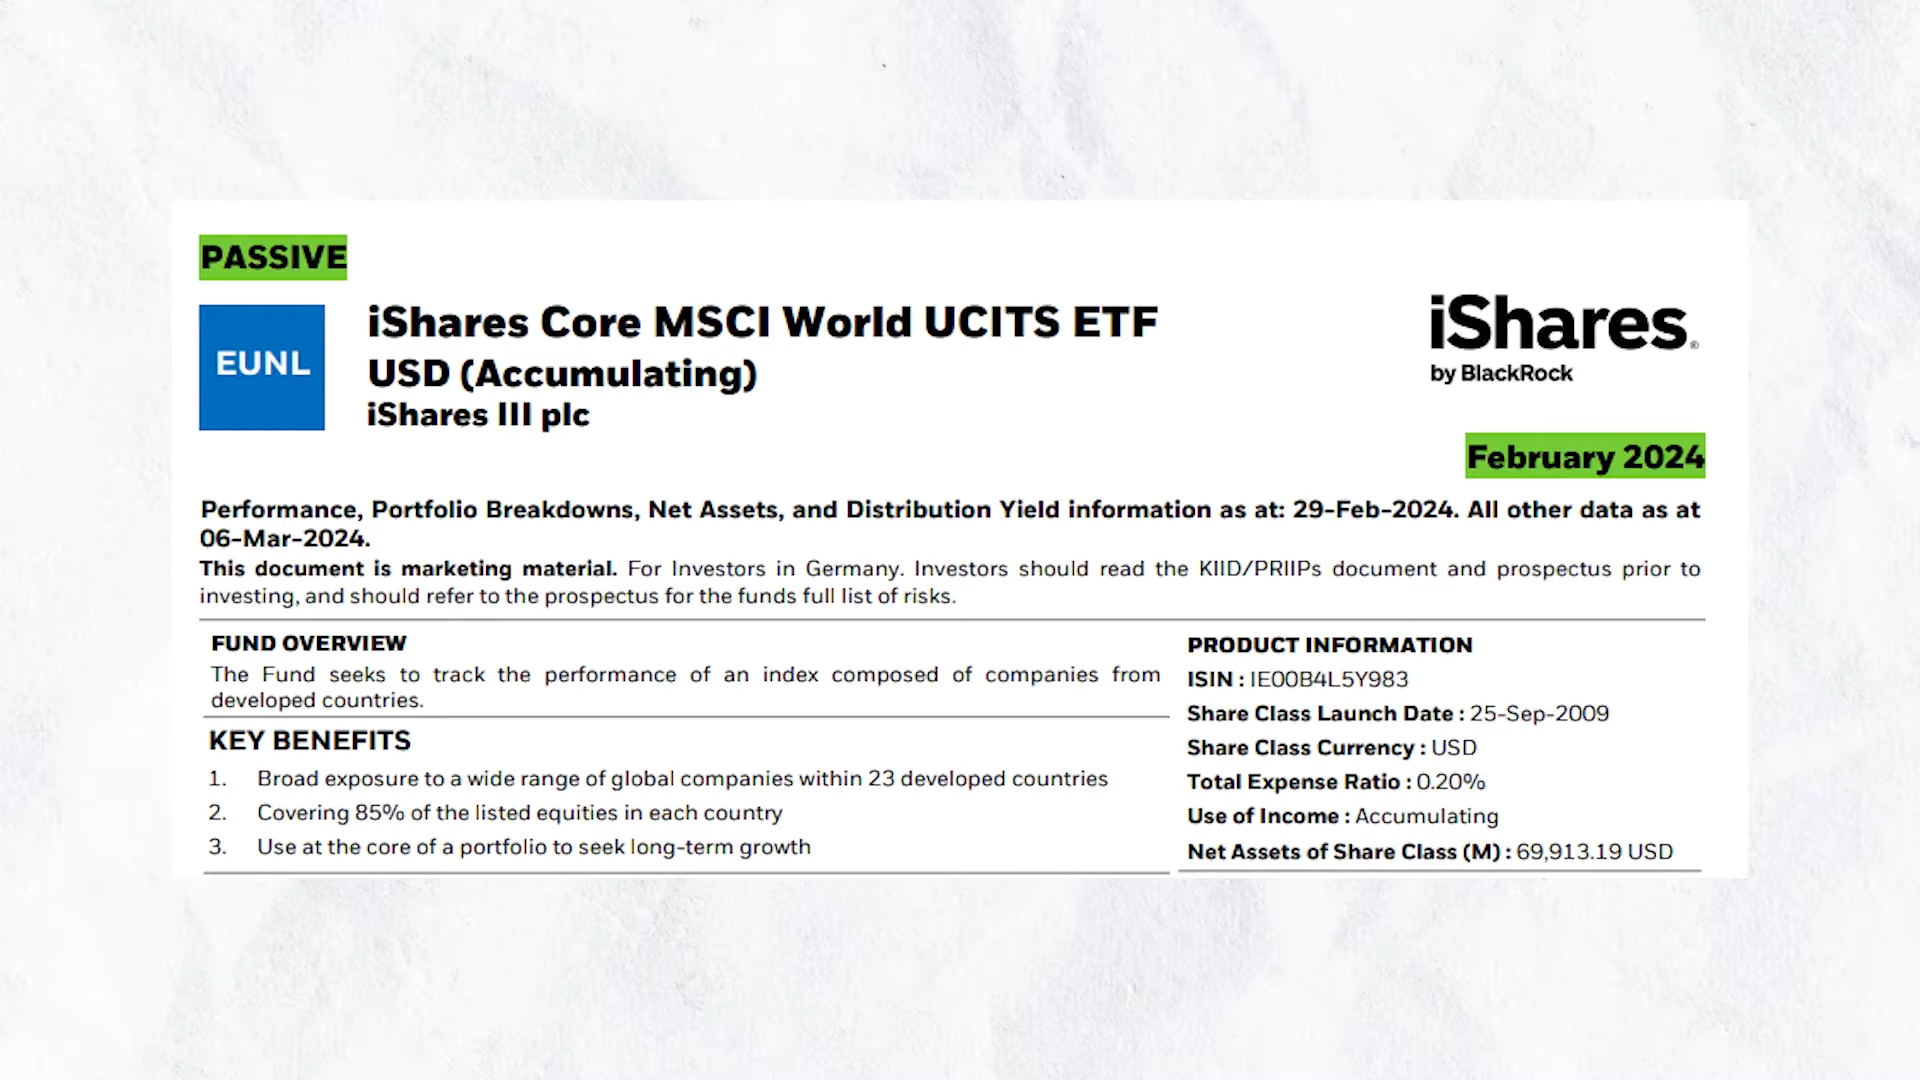 PASSIVE
EUNL
iShares Core MSCI World UCITS ETF
USD (Accumulating)
iShares III plc
iShares®
by BlackRock
February 2024
Performance, Portfolio Breakdowns, Net Assets, and Distribution Yield information as at: 29-Feb-2024. All other data as at
06-Mar-2024.
This document is marketing material. For Investors in Germany. Investors should read the KIID/PRIIPs document and prospectus prior to
investing, and should refer to the prospectus for the funds full list of risks.
FUND OVERVIEW
The Fund seeks to track the performance of an index composed of companies from
developed countries.
KEY BENEFITS
1. Broad exposure to a wide range of global companies within 23 developed countries
2. Covering 85% of the listed equities in each country
3. Use at the core of a portfolio to seek long-term growth
PRODUCT INFORMATION
ISIN : IE00B4L5Y983
Share Class Launch Date : 25-Sep-2009
Share Class Currency : USD
Total Expense Ratio : 0.20%
Use of Income : Accumulating
Net Assets of Share Class (M) : 69,913.19 USD